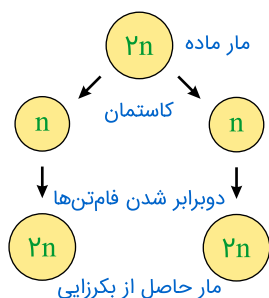 ۲n
مار ماده
کاستمان
n
n
دوبرابر شدن فام‌تن‌ها
۲n
۲n
مار حاصل از بکرزایی